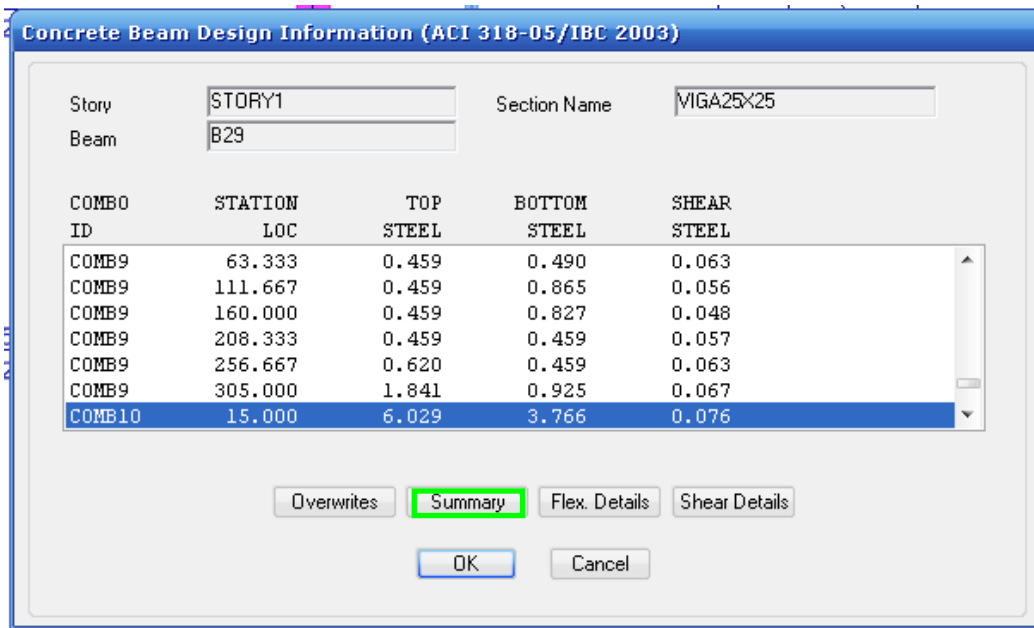 Concrete Beam Design Information (ACI 318-05/IBC 2003)
Story STORY1 Section Name VIGA25X25
Beam B29
COMBO STATION TOP BOTTOM SHEAR
ID LOC STEEL STEEL STEEL
COMB9 63.333 0.459 0.490 0.063
COMB9 111.667 0.459 0.865 0.056
COMB9 160.000 0.459 0.827 0.048
COMB9 208.333 0.459 0.459 0.057
COMB9 256.667 0.620 0.459 0.063
COMB9 305.000 1.841 0.925 0.067
COMB10 15.000 6.029 3.766 0.076
Overwrites Summary Flex. Details Shear Details
OK Cancel